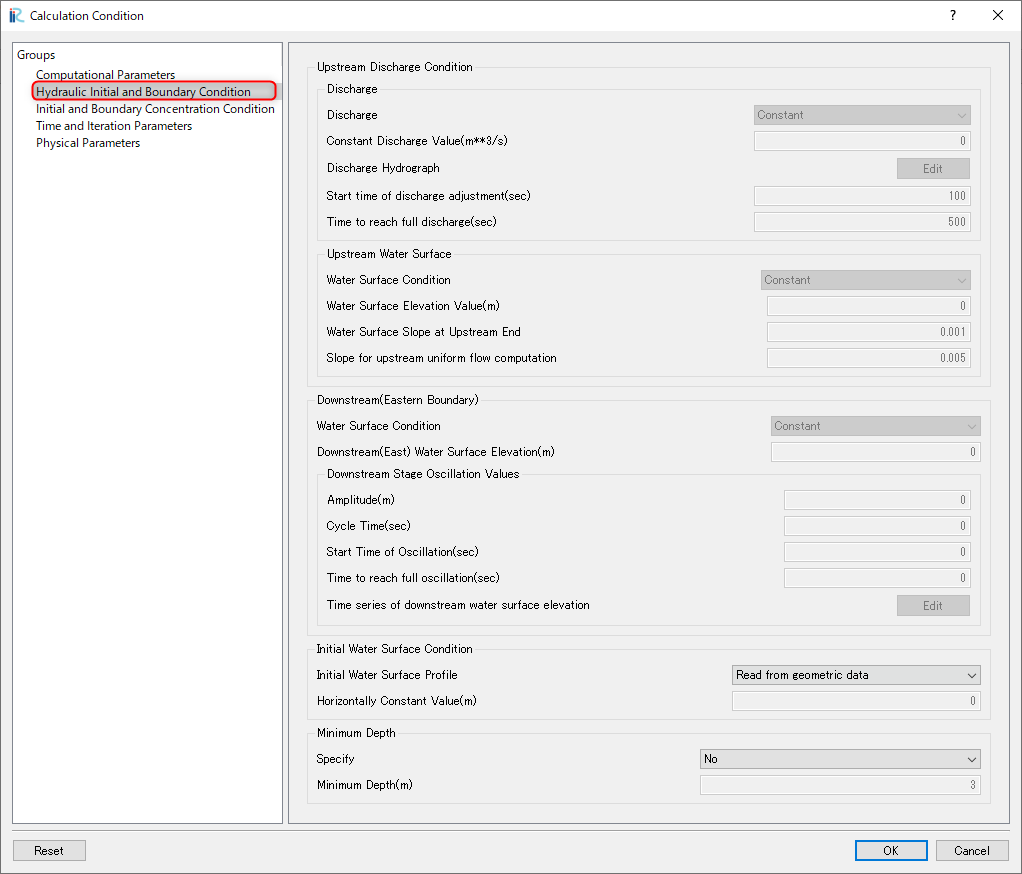 Calculation Condition
?
Groups
Computational Parameters
Hydraulic Initial and Boundary Condition
Initial and Boundary Concentration Condition
Time and Iteration Parameters
Physical Parameters
Upstream Discharge Condition
Discharge
Discharge Constant
Constant Discharge Value(m**3/s) 0
Discharge Hydrograph Edit
Start time of discharge adjustment(sec) 100
Time to reach full discharge(sec) 500
Upstream Water Surface
Water Surface Condition Constant
Water Surface Elevation Value(m) 0
Water Surface Slope at Upstream End 0.001
Slope for upstream uniform flow computation 0.005
Downstream(Eastern Boundary)
Water Surface Condition Constant
Downstream(East) Water Surface Elevation(m) 0
Downstream Stage Oscillation Values
Amplitude(m) 0
Cycle Time(sec) 0
Start Time of Oscillation(sec) 0
Time to reach full oscillation(sec) 0
Time series of downstream water surface elevation Edit
Initial Water Surface Condition
Initial Water Surface Profile Read from geometric data
Horizontally Constant Value(m) 0
Minimum Depth
Specify No
Minimum Depth(m) 3
Reset OK Cancel